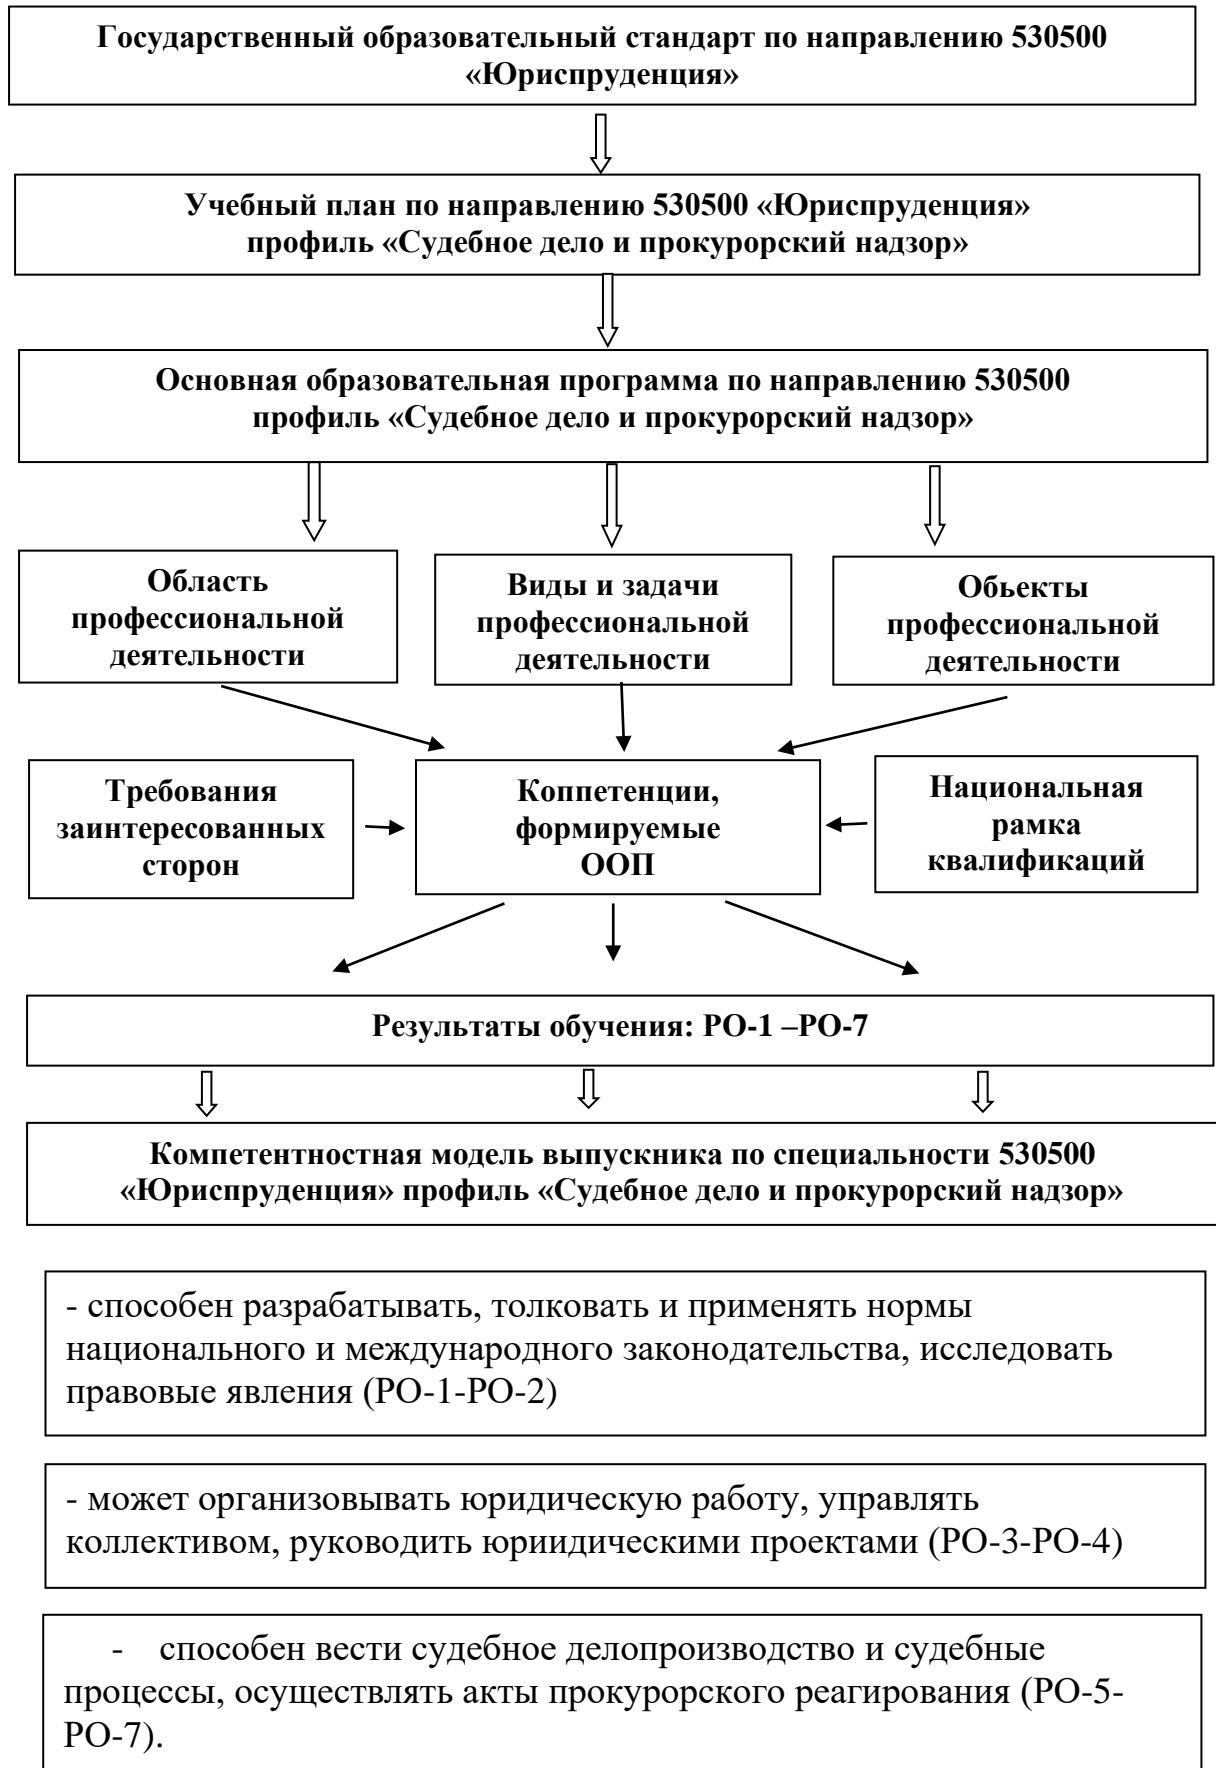 Государственный образовательный стандарт по направлению 530500
«Юриспруденция»
Учебный план по направлению 530500 «Юриспруденция»
профиль «Судебное дело и прокурорский надзор»
Основная образовательная программа по направлению 530500
профиль «Судебное дело и прокурорский надзор»
Область
профессиональной
деятельности
Виды и задачи
профессиональной
деятельности
Обьекты
профессиональной
деятельности
Требования
заинтересованных
сторон
Коппетенции,
формируемые
ООП
Национальная
рамка
квалификаций
Результаты обучения: РО-1 –РО-7
Компетентностная модель выпускника по специальности 530500
«Юриспруденция» профиль «Судебное дело и прокурорский надзор»
- способен разрабатывать, толковать и применять нормы
национального и международного законодательства, исследовать
правовые явления (РО-1-РО-2)
- может организовывать юридическую работу, управлять
коллективом, руководить юриидическими проектами (РО-3-РО-4)
- способен вести судебное делопроизводство и судебные
процессы, осуществлять акты прокурорского реагирования (РО-5-
РО-7).